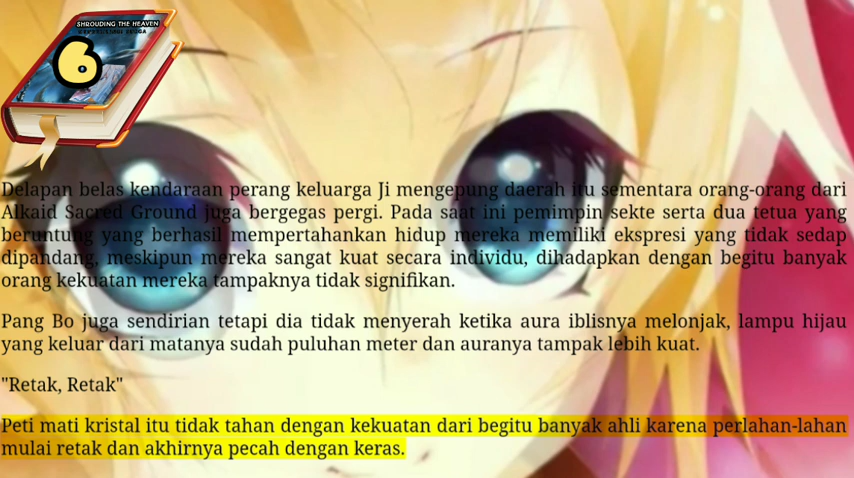 SHROUDING THE HEAVEN
6
Delapan belas kendaraan perang keluarga Ji mengepung daerah itu sementara orang-orang dari
Alkaid Sacred Ground juga bergegas pergi. Pada saat ini pemimpin sekte serta dua tetua yang
beruntung yang berhasil mempertahankan hidup mereka memiliki ekspresi yang tidak sedap
dipandang, meskipun mereka sangat kuat secara individu, dihadapkan dengan begitu banyak
orang kekuatan mereka tampaknya tidak signifikan.
Pang Bo juga sendirian tetapi dia tidak menyerah ketika aura iblisnya melonjak, lampu hijau
yang keluar dari matanya sudah puluhan meter dan auranya tampak lebih kuat.
"Retak, Retak"
Peti mati kristal itu tidak tahan dengan kekuatan dari begitu banyak ahli karena perlahan-lahan
mulai retak dan akhirnya pecah dengan keras.